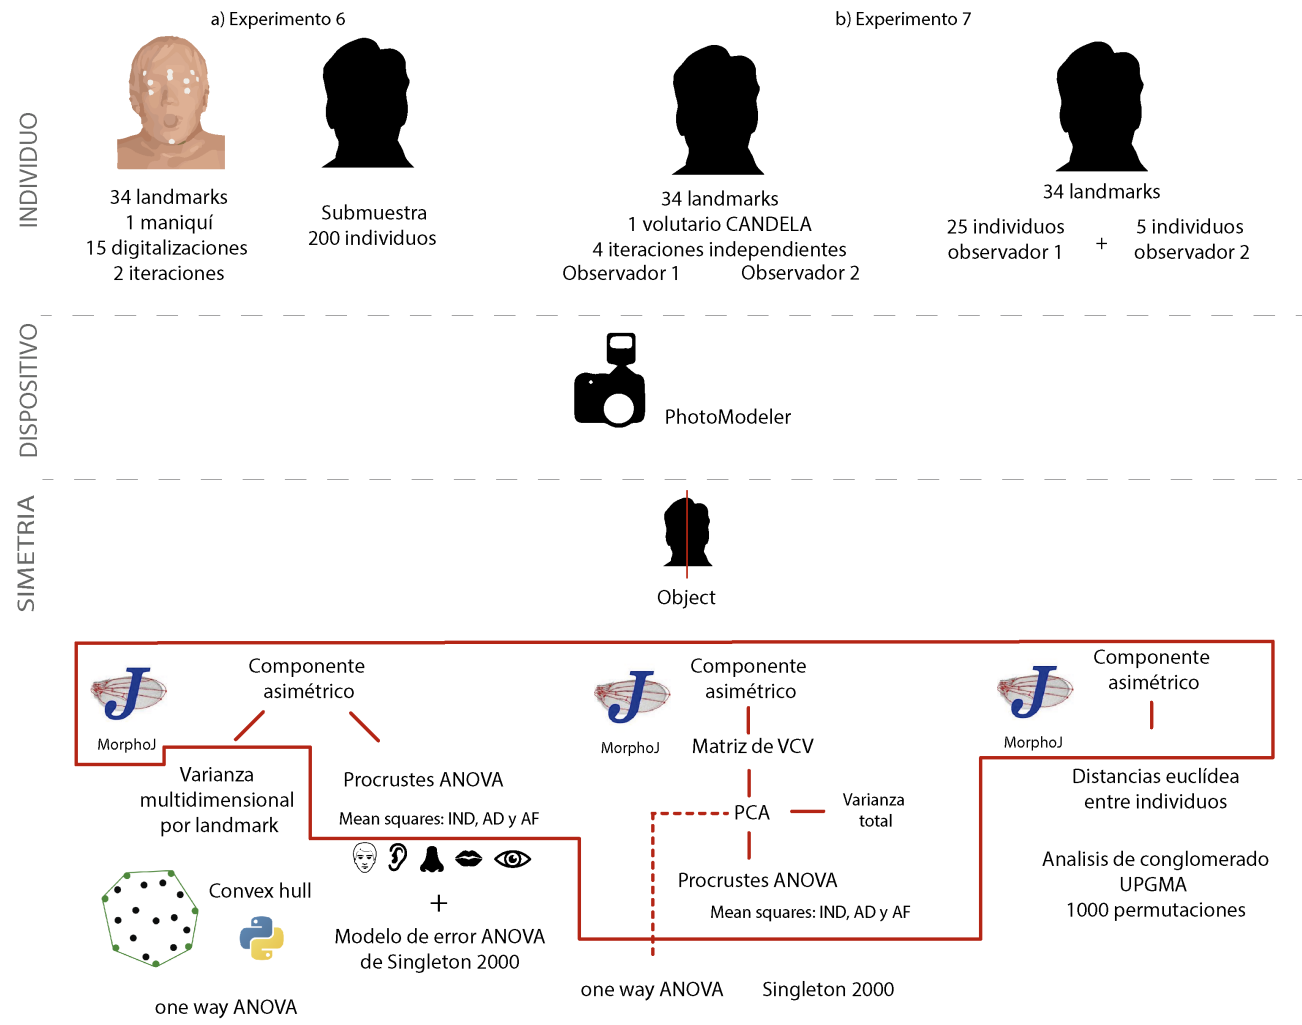 a) Experimento 6
b) Experimento 7
INDIVIDUO
34 landmarks
1 maniquí
15 digitalizaciones
2 iteraciones
Submuestra
200 individuos
34 landmarks
1 volutario CANDELA
4 iteraciones independientes
Observador 1
Observador 2
34 landmarks
25 individuos
observador 1
+
5 individuos
observador 2
DISPOSITIVO
PhotoModeler
SIMETRIA
Object
J
MorphoJ
Componente
asimétrico
Varianza
multidimensional
por landmark
Convex hull
one way ANOVA
Procrustes ANOVA
Mean squares: IND, AD y AF
+
Modelo de error ANOVA
de Singleton 2000
J
MorphoJ
Componente
asimétrico
Matriz de VCV
PCA
Varianza
total
Procrustes ANOVA
Mean squares: IND, AD y AF
one way ANOVA
Singleton 2000
J
MorphoJ
Componente
asimétrico
Distancias euclídea
entre individuos
Analisis de conglomerado
UPGMA
1000 permutaciones